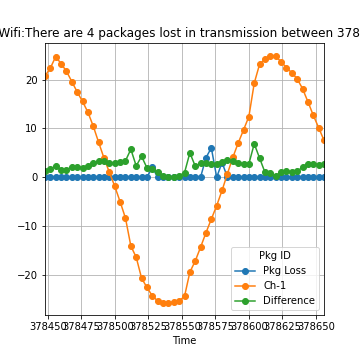 Wifi:There are 4 packages lost in transmission between 378
20
10
0
−10
−20
378450 378475 378500 378525 378550 378575 378600 378625 378650
Time
Pkg ID
Pkg Loss
Ch-1
Difference